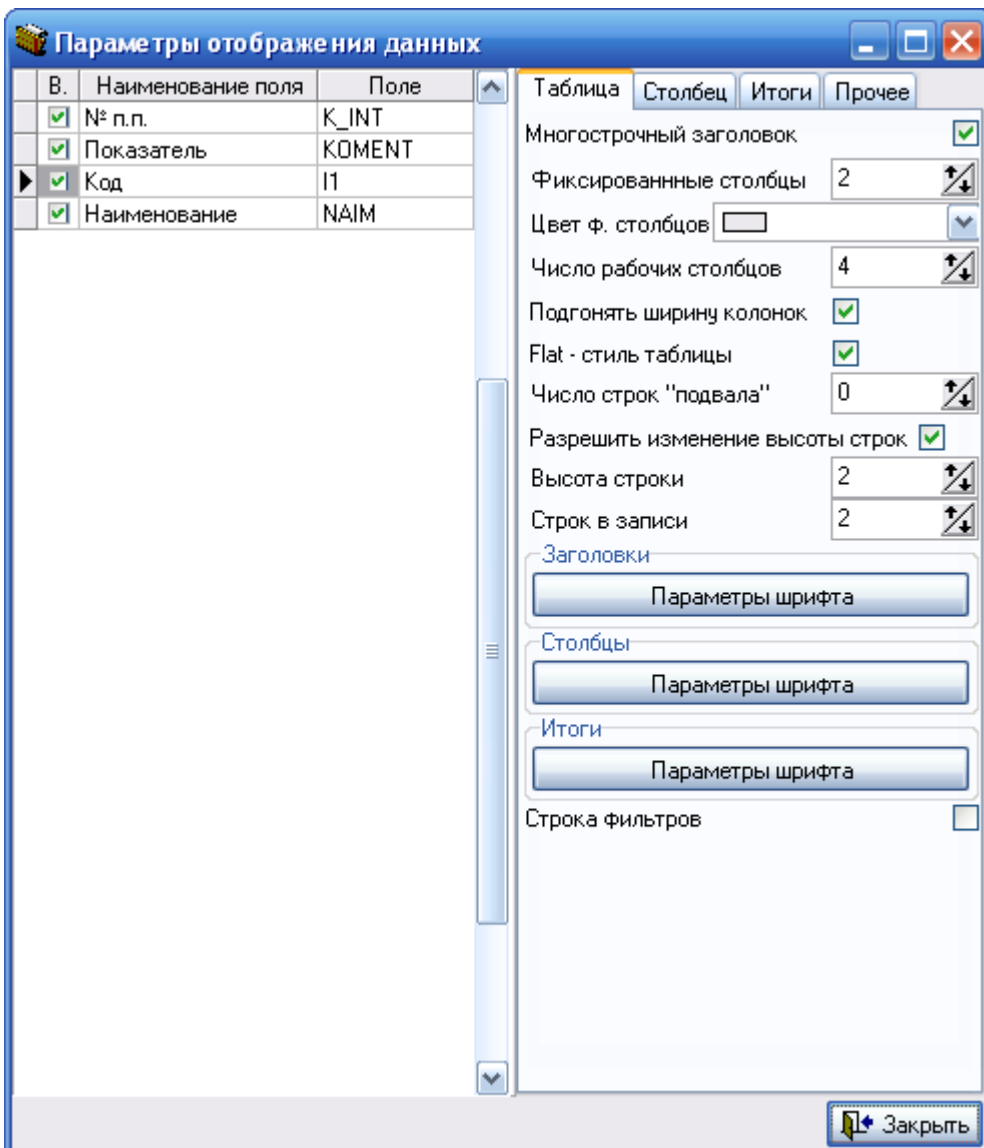 Параметры отображения данных
В. Наименование поля Поле
№ п.п. K_INT
Показатель KOMENT
Код I1
Наименование NAIM
Таблица Столбец Итоги Прочее
Многострочный заголовок
Фиксированнные столбцы 2
Цвет ф. столбцов
Число рабочих столбцов 4
Подгонять ширину колонок
Flat - стиль таблицы
Число строк "подвала" 0
Разрешить изменение высоты строк
Высота строки 2
Строк в записи 2
Заголовки
Параметры шрифта
Столбцы
Параметры шрифта
Итоги
Параметры шрифта
Строка фильтров
Закрыть